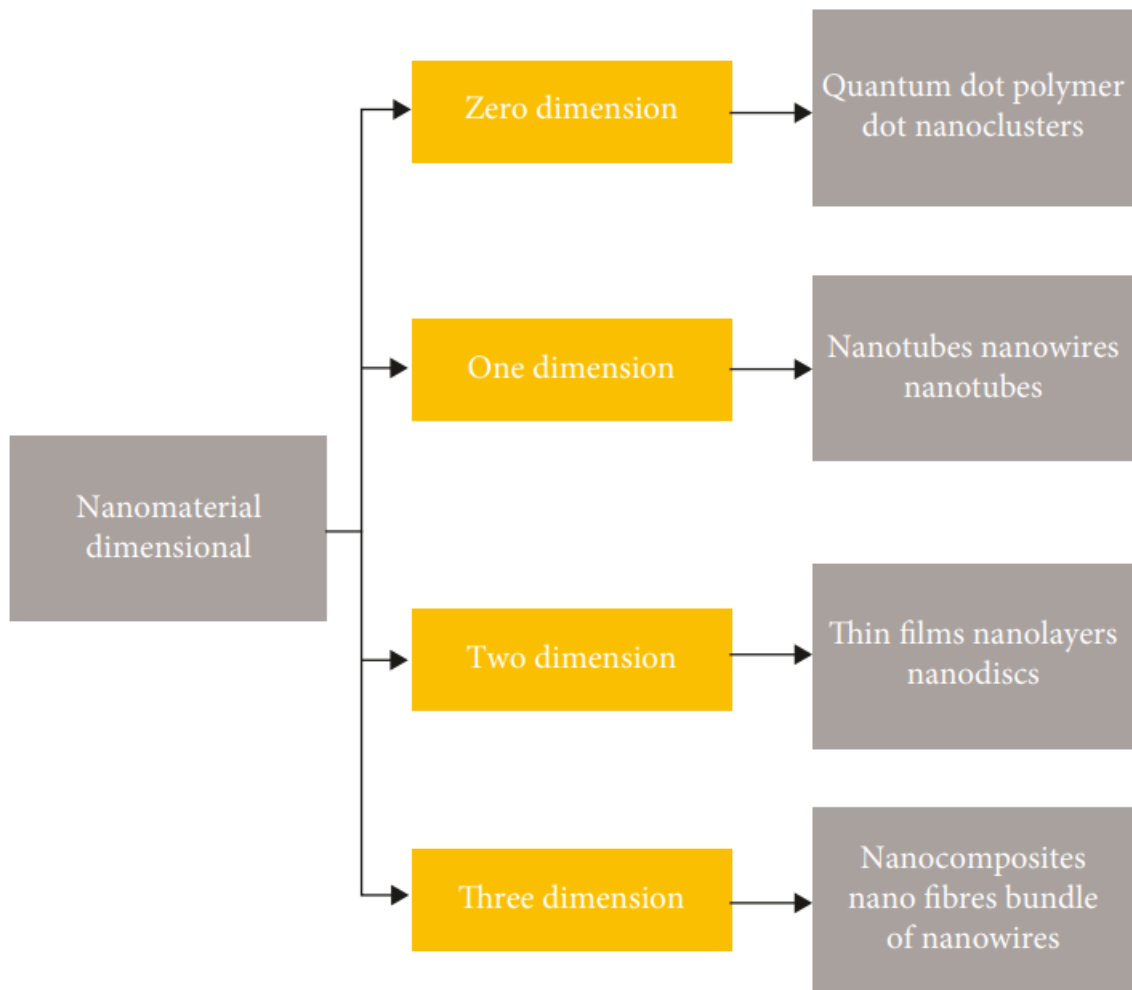 Nanomaterial
dimensional
Zero dimension
Quantum dot polymer
dot nanoclusters
One dimension
Nanotubes nanowires
nanotubes
Two dimension
Thin films nanolayers
nanodiscs
Three dimension
Nanocomposites
nano fibres bundle
of nanowires